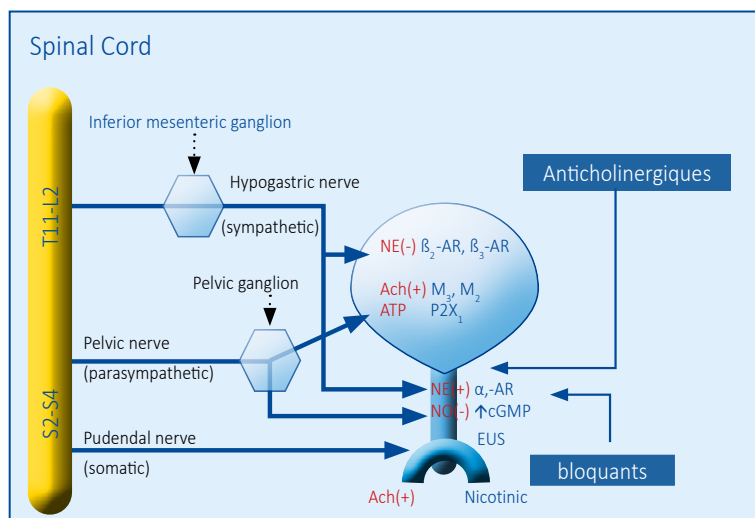 Spinal Cord
Inferior mesenteric ganglion
T11-L2
Hypogastric nerve
(sympathetic)
Anticholinergiques
NE(-) ß₂-AR, ß₃-AR
Pelvic ganglion
Ach(+) M₃, M₂
ATP P2X₁
Pelvic nerve
(parasympathetic)
S2-S4
NE(+) α,-AR
NO(-) ↑cGMP
Pudendal nerve
(somatic)
EUS
bloquants
Ach(+)
Nicotinic